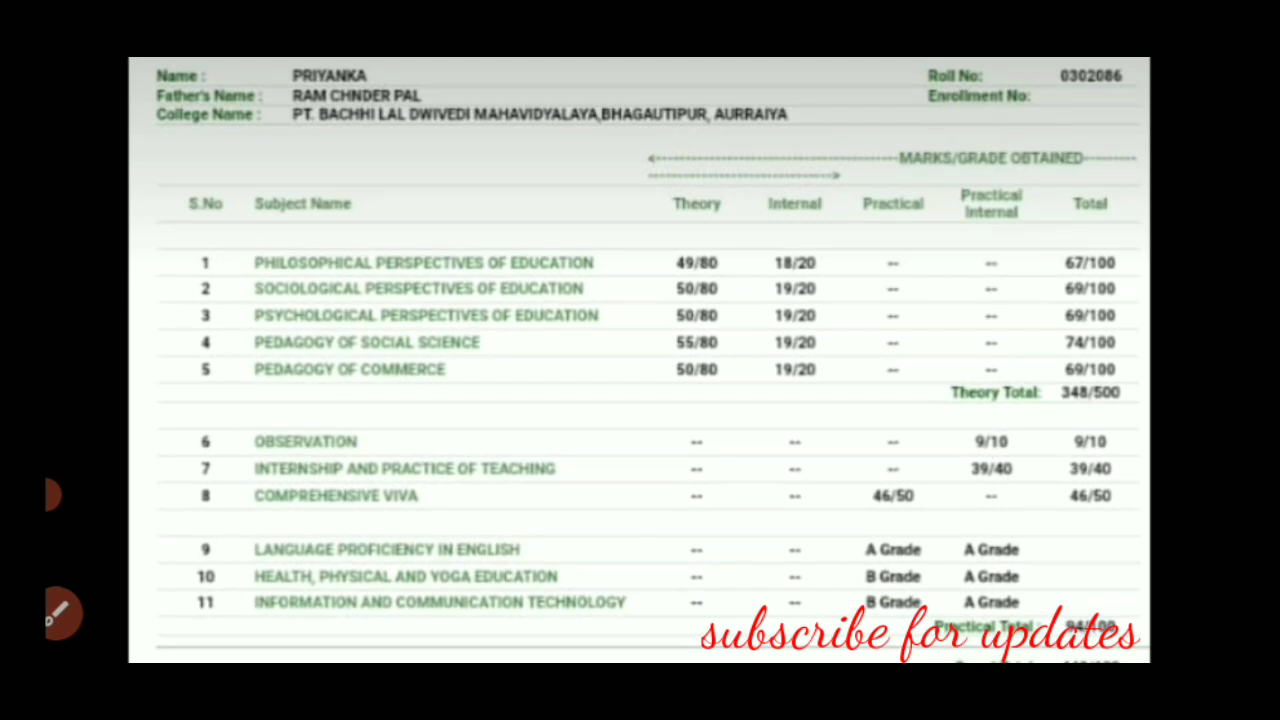 Name : PRIYANKA Roll No: 0302086
Father's Name : RAM CHNDER PAL Enrollment No:
College Name : PT. BACHHI LAL DWIVEDI MAHAVIDYALAYA,BHAGAUTIPUR, AURRAIYA
<---------------------------------------MARKS/GRADE OBTAINED--------
----------------------------->
S.No Subject Name Theory Internal Practical Practical Internal Total
1 PHILOSOPHICAL PERSPECTIVES OF EDUCATION 49/80 18/20 -- -- 67/100
2 SOCIOLOGICAL PERSPECTIVES OF EDUCATION 50/80 19/20 -- -- 69/100
3 PSYCHOLOGICAL PERSPECTIVES OF EDUCATION 50/80 19/20 -- -- 69/100
4 PEDAGOGY OF SOCIAL SCIENCE 55/80 19/20 -- -- 74/100
5 PEDAGOGY OF COMMERCE 50/80 19/20 -- -- 69/100
Theory Total: 348/500
6 OBSERVATION -- -- -- 9/10 9/10
7 INTERNSHIP AND PRACTICE OF TEACHING -- -- -- 39/40 39/40
8 COMPREHENSIVE VIVA -- -- 46/50 -- 46/50
9 LANGUAGE PROFICIENCY IN ENGLISH -- -- A Grade A Grade
10 HEALTH, PHYSICAL AND YOGA EDUCATION -- -- B Grade A Grade
11 INFORMATION AND COMMUNICATION TECHNOLOGY -- -- B Grade A Grade
Practical Total : 94/100
subscribe for updates